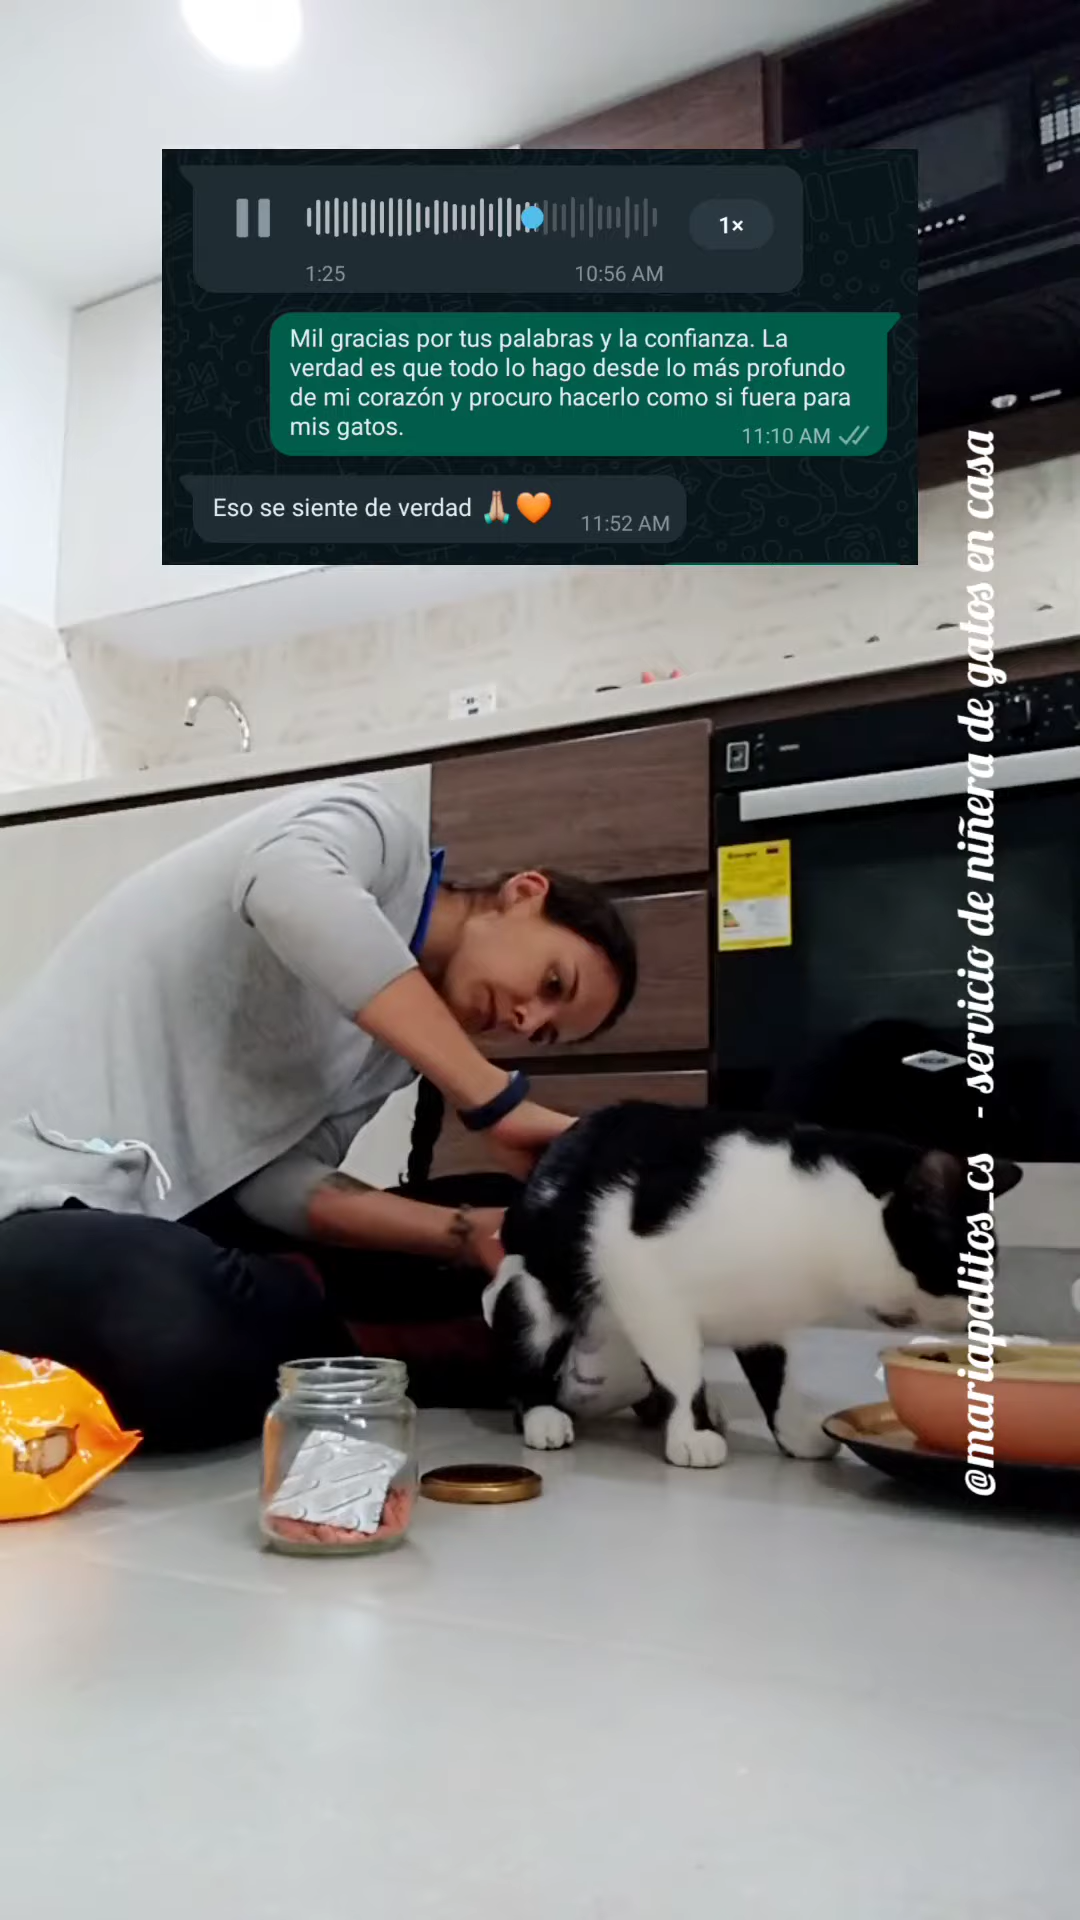 1×
1:25
10:56 AM
Mil gracias por tus palabras y la confianza. La
verdad es que todo lo hago desde lo más profundo
de mi corazón y procuro hacerlo como si fuera para
mis gatos.
11:10 AM
Eso se siente de verdad 🙏🏼🧡
11:52 AM
@mariapalitos_cs - servicio de niñera de gatos en casa